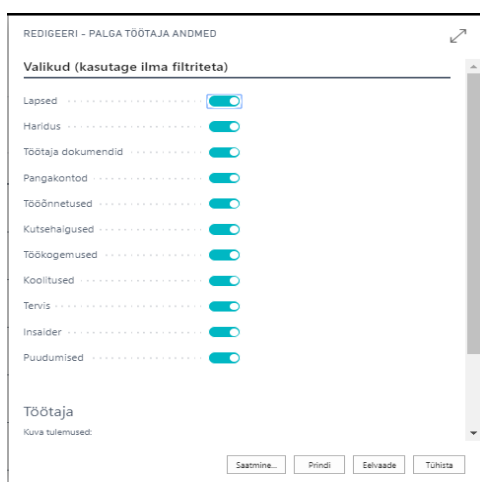 REDIGEERI - PALGA TÖÖTAJA ANDMED
Valikud (kasutage ilma filtriteta)
Lapsed
Haridus
Töötaja dokumendid
Pangakontod
Tööõnnetused
Kutsehaigused
Töökogemused
Koolitused
Tervis
Insaider
Puudumised
Töötaja
Kuva tulemused:
Saatmine... Prindi Eelvaade Tühista